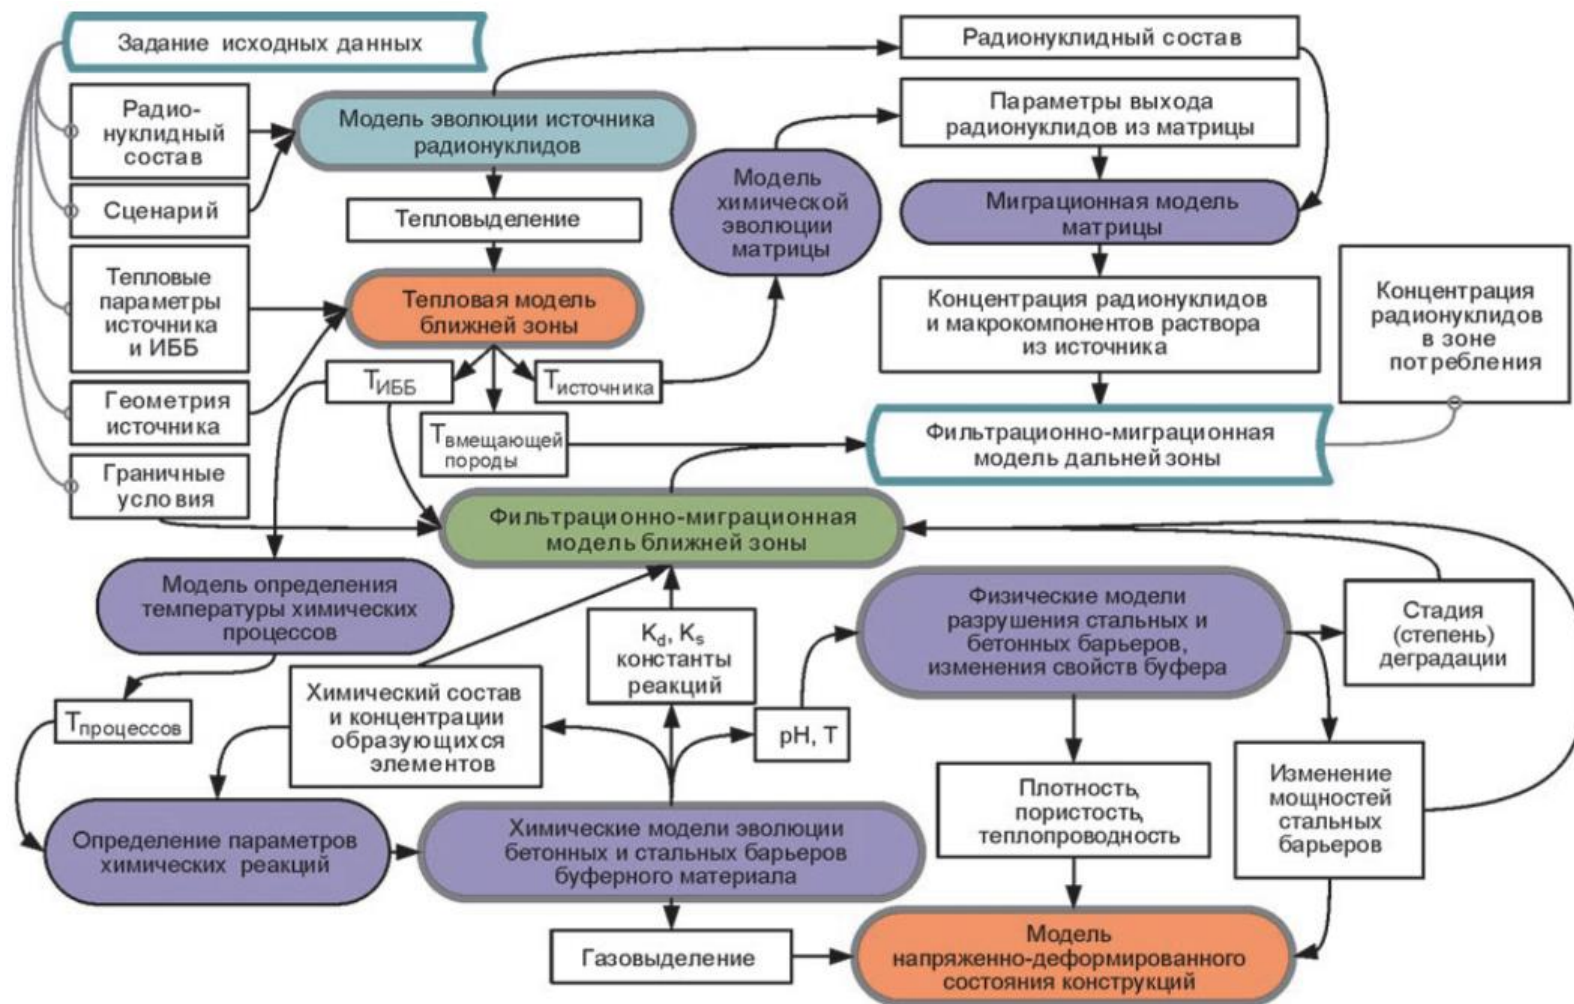 Задание исходных данных
Радио-
нуклидный
состав
Сценарий
Тепловые
параметры
источника
и ИББ
Геометрия
источника
Граничные
условия
Модель эволюции источника
радионуклидов
Тепловыделение
Тепловая модель
ближней зоны
TИББ
Tисточника
Tвмещающей
породы
Модель
химической
эволюции
матрицы
Радионуклидный состав
Параметры выхода
радионуклидов из матрицы
Миграционная модель
матрицы
Концентрация радионуклидов
и макрокомпонентов раствора
из источника
Концентрация
радионуклидов
в зоне
потребления
Фильтрационно-миграционная
модель дальней зоны
Фильтрационно-миграционная
модель ближней зоны
Модель определения
температуры химических
процессов
Tпроцессов
Химический состав
и концентрации
образующихся
элементов
Kd, Ks
константы
реакций
pH, T
Физические модели
разрушения стальных и
бетонных барьеров,
изменения свойств буфера
Стадия
(степень)
деградации
Определение параметров
химических реакций
Химические модели эволюции
бетонных и стальных барьеров
буферного материала
Плотность,
пористость,
теплопроводность
Изменение
мощностей
стальных
барьеров
Газовыделение
Модель
напряженно-деформированного
состояния конструкций